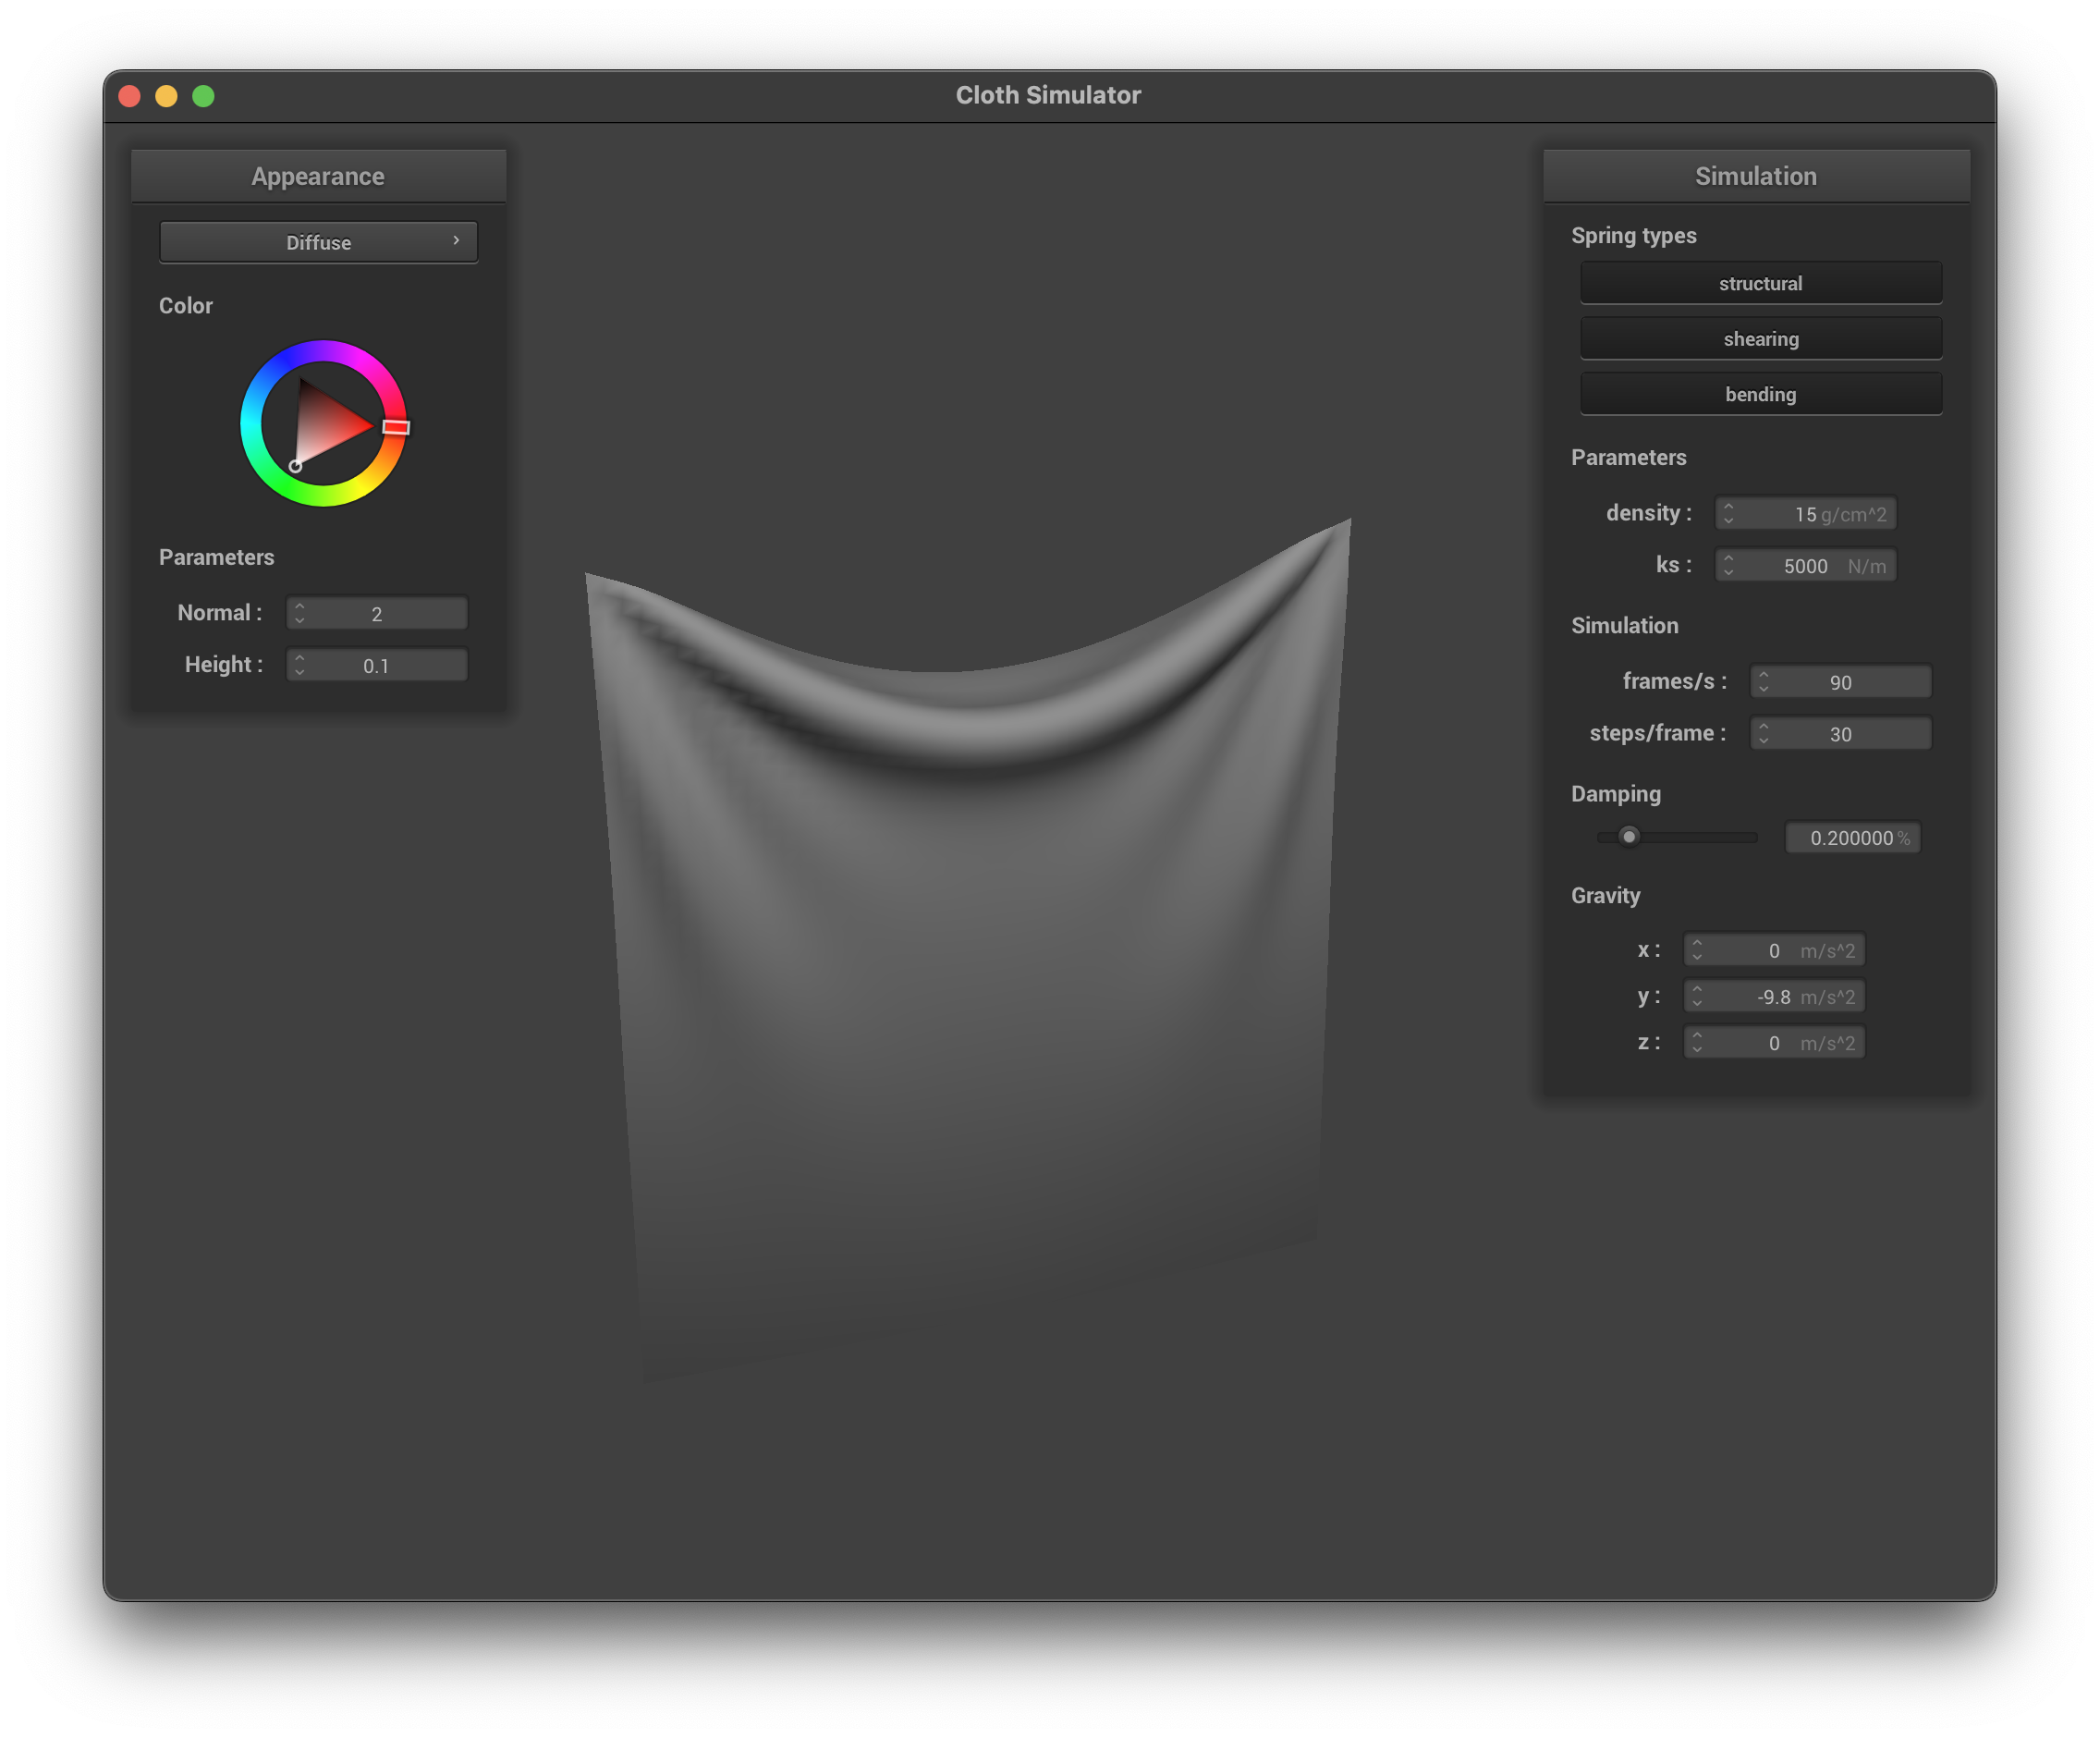 Cloth Simulator
Appearance
Diffuse
Color
Parameters
Normal : 2
Height : 0.1
Simulation
Spring types
structural
shearing
bending
Parameters
density : 15 g/cm^2
ks : 5000 N/m
Simulation
frames/s : 90
steps/frame : 30
Damping
0.200000 %
Gravity
x : 0 m/s^2
y : -9.8 m/s^2
z : 0 m/s^2